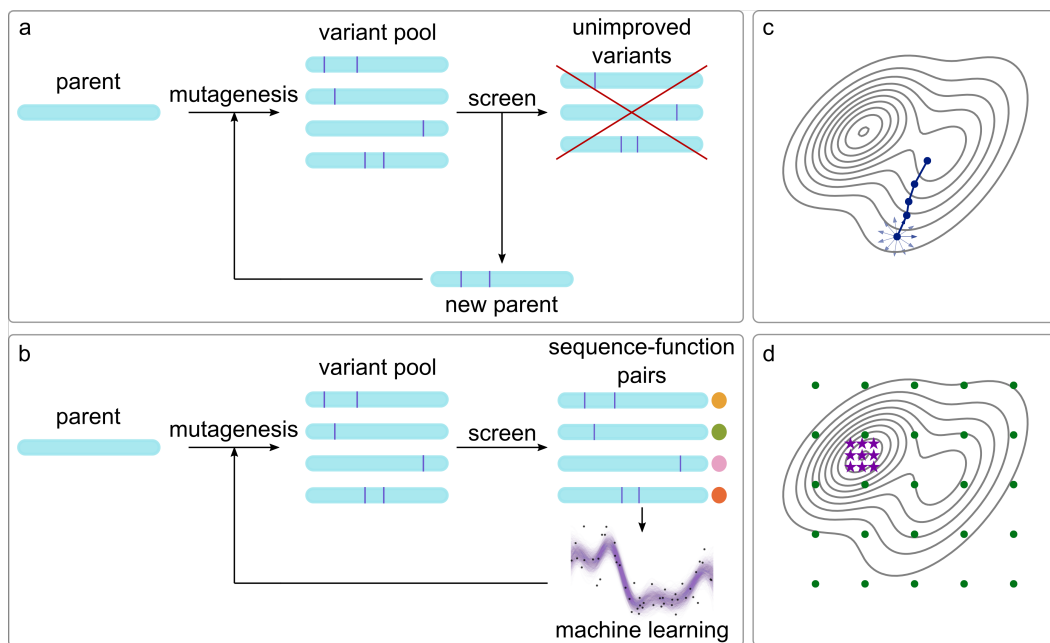 a
parent
mutagenesis
variant pool
screen
unimproved
variants
new parent
b
parent
mutagenesis
variant pool
screen
sequence-function
pairs
machine learning
c
d